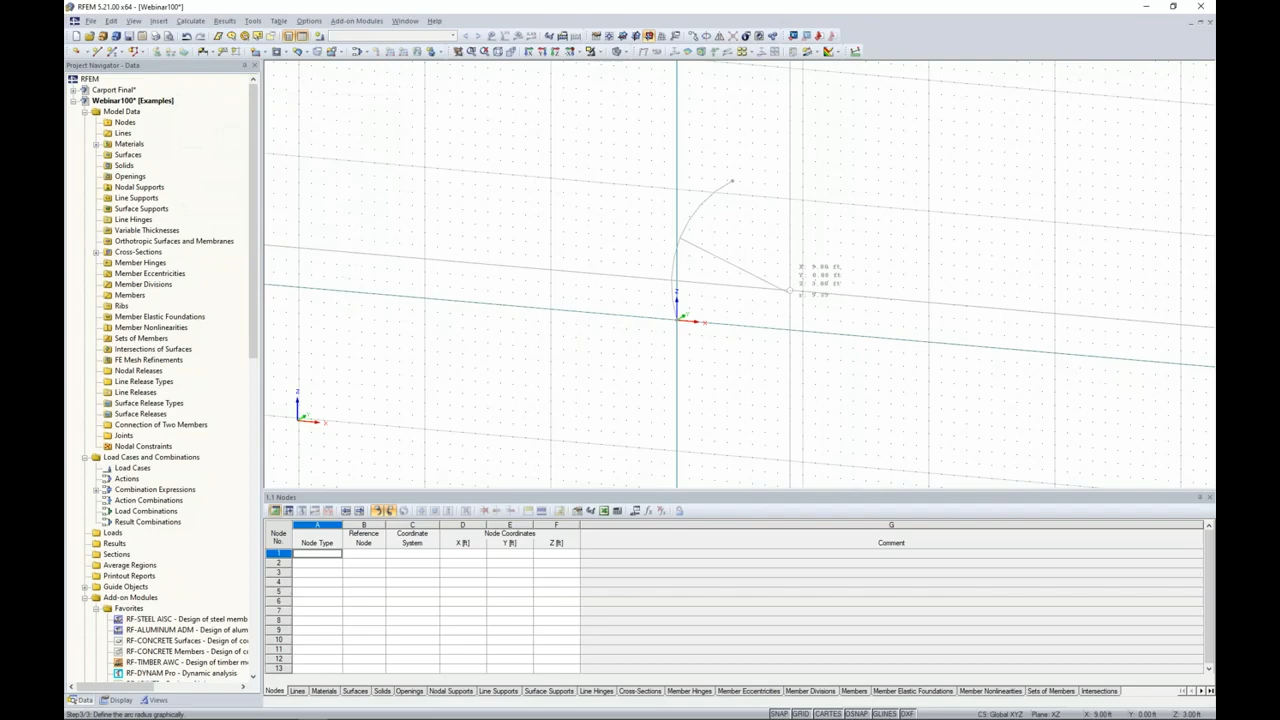 RFEM 5.21.00 x64 - [Webinar100*]
File Edit View Insert Calculate Results Tools Table Options Add-on Modules Window Help
Project Navigator - Data
RFEM
Carport Final*
Webinar100* [Examples]
Model Data
Nodes
Lines
Materials
Surfaces
Solids
Openings
Nodal Supports
Line Supports
Surface Supports
Line Hinges
Variable Thicknesses
Orthotropic Surfaces and Membranes
Cross-Sections
Member Hinges
Member Eccentricities
Member Divisions
Members
Ribs
Member Elastic Foundations
Member Nonlinearities
Sets of Members
Intersections of Surfaces
FE Mesh Refinements
Nodal Releases
Line Release Types
Line Releases
Surface Release Types
Surface Releases
Connection of Two Members
Joints
Nodal Constraints
Load Cases and Combinations
Load Cases
Actions
Combination Expressions
Action Combinations
Load Combinations
Result Combinations
Loads
Results
Sections
Average Regions
Printout Reports
Guide Objects
Add-on Modules
Favorites
RF-STEEL AISC - Design of steel memb
RF-ALUMINUM ADM - Design of alum
RF-CONCRETE Surfaces - Design of co
RF-CONCRETE Members - Design of c
RF-TIMBER AWC - Design of timber m
RF-DYNAM Pro - Dynamic analysis
Data Display Views
Z
X
Z
X
1.1 Nodes
A B C D E F G
Node No. Node Type Reference Node Coordinate System Node Coordinates X [ft] Y [ft] Z [ft] Comment
1
2
3
4
5
6
7
8
9
10
11
12
13
Nodes Lines Materials Surfaces Solids Openings Nodal Supports Line Supports Surface Supports Line Hinges Cross-Sections Member Hinges Member Eccentricities Member Divisions Members Member Elastic Foundations Member Nonlinearities Sets of Members Intersections
Step3/3: Define the arc radius graphically.
SNAP GRID CARTES OSNAP GLINES DXF CS: Global XYZ Plane: XZ X: 9.00 ft Y: 0.00 ft Z: 3.00 ft